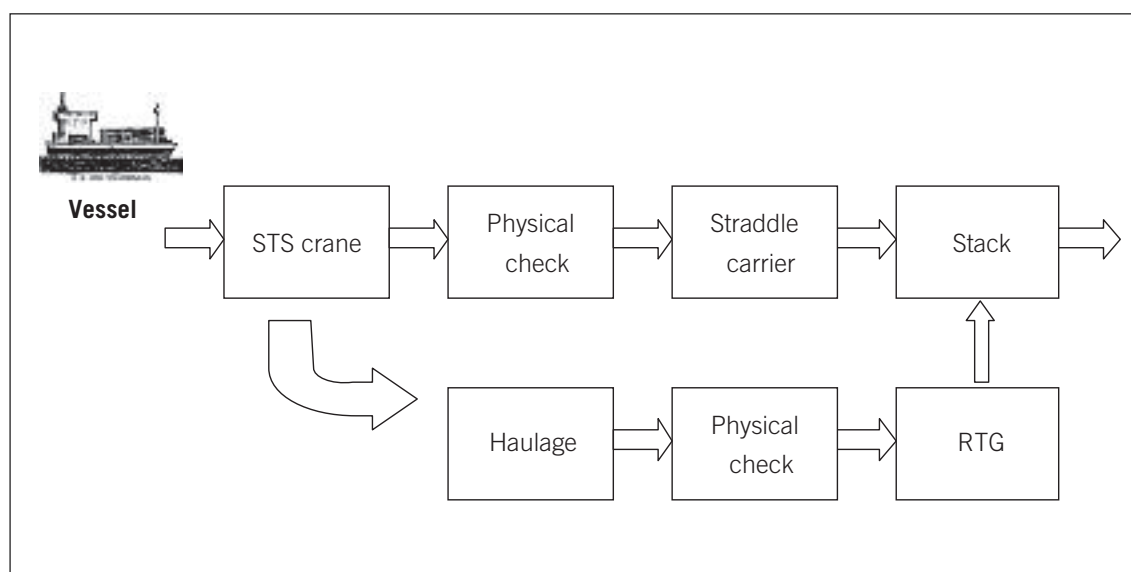 Vessel
STS crane
Physical
check
Straddle
carrier
Stack
Haulage
Physical
check
RTG